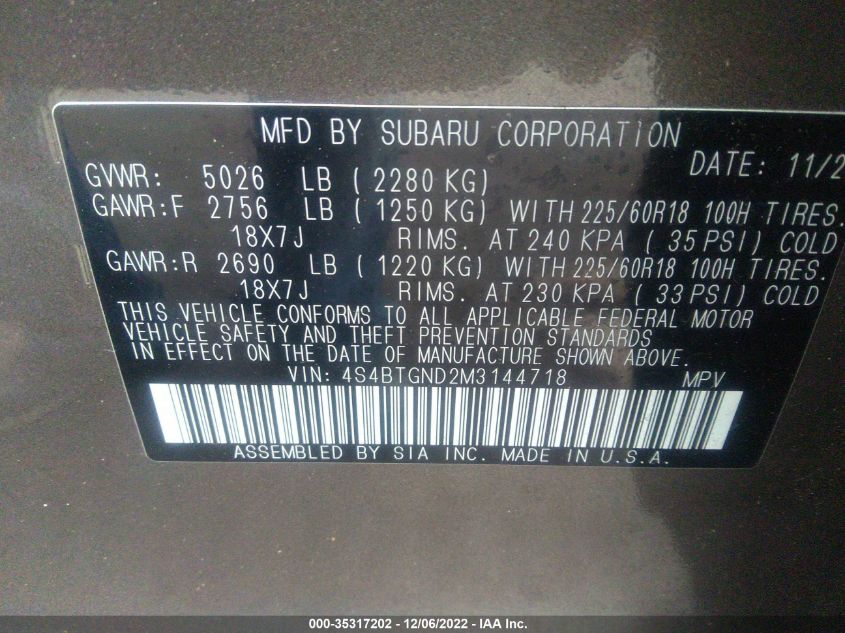 MFD BY SUBARU CORPORATION
DATE: 11/2
GVWR: 5026 LB ( 2280 KG)
GAWR:F 2756 LB ( 1250 KG) WITH 225/60R18 100H TIRES.
18X7J RIMS. AT 240 KPA ( 35 PSI) COLD
GAWR:R 2690 LB ( 1220 KG) WITH 225/60R18 100H TIRES.
18X7J RIMS. AT 230 KPA ( 33 PSI) COLD
THIS VEHICLE CONFORMS TO ALL APPLICABLE FEDERAL MOTOR
VEHICLE SAFETY AND THEFT PREVENTION STANDARDS
IN EFFECT ON THE DATE OF MANUFACTURE SHOWN ABOVE.
VIN: 4S4BTGND2M3144718 MPV
ASSEMBLED BY SIA INC. MADE IN U.S.A.
000-35317202 - 12/06/2022 - IAA Inc.